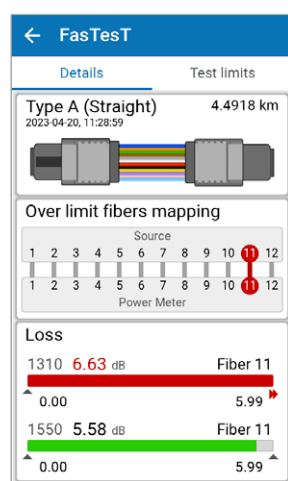 ← FasTesT
Details Test limits
Type A (Straight) 4.4918 km
2023-04-20, 11:28:59
Over limit fibers mapping
Source
1 2 3 4 5 6 7 8 9 10 11 12
1 2 3 4 5 6 7 8 9 10 11 12
Power Meter
Loss
1310 6.63 dB Fiber 11
0.00 5.99
1550 5.58 dB Fiber 11
0.00 5.99